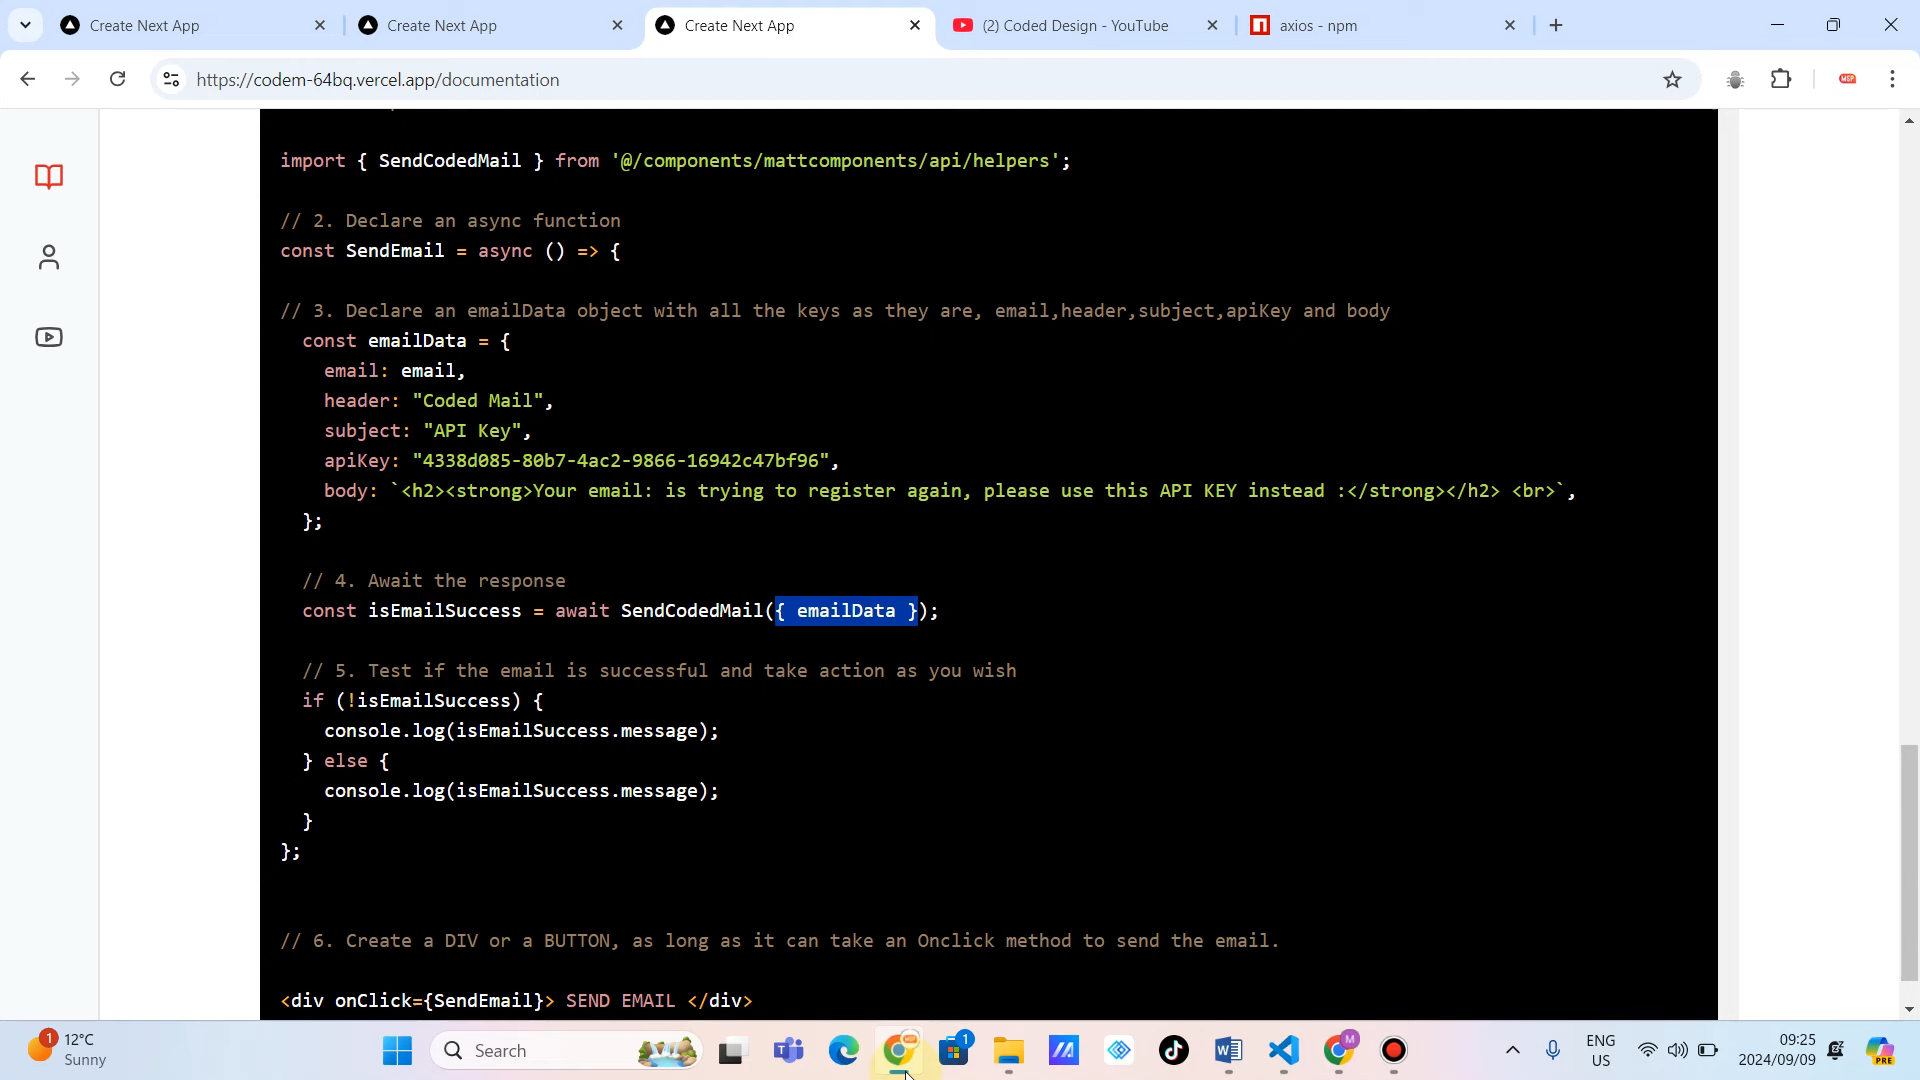 Create Next App
Create Next App
Create Next App
(2) Coded Design - YouTube
axios - npm
https://codem-64bq.vercel.app/documentation
import { SendCodedMail } from '@/components/mattcomponents/api/helpers';
// 2. Declare an async function
const SendEmail = async () => {
// 3. Declare an emailData object with all the keys as they are, email,header,subject,apiKey and body
const emailData = {
email: email,
header: "Coded Mail",
subject: "API Key",
apiKey: "4338d085-80b7-4ac2-9866-16942c47bf96",
body: `<h2><strong>Your email: is trying to register again, please use this API KEY instead :</strong></h2> <br>`,
};
// 4. Await the response
const isEmailSuccess = await SendCodedMail({ emailData });
// 5. Test if the email is successful and take action as you wish
if (!isEmailSuccess) {
console.log(isEmailSuccess.message);
} else {
console.log(isEmailSuccess.message);
}
};
// 6. Create a DIV or a BUTTON, as long as it can take an Onclick method to send the email.
<div onClick={SendEmail}> SEND EMAIL </div>
1
12°C
Sunny
Search
1
M
ENG
US
09:25
2024/09/09
PRE